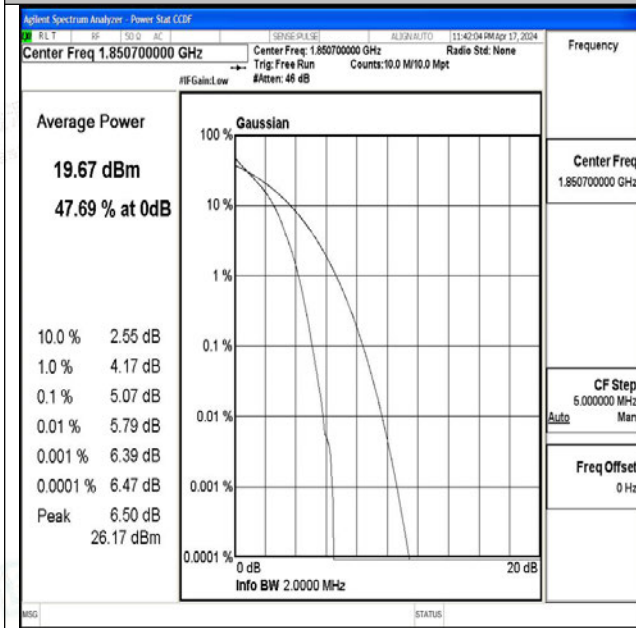 Agilent Spectrum Analyzer - Power Stat CCDF
RL T RF 50 Ω AC SENSE:PULSE ALIGNAUTO 11:42:04 PM Apr 17, 2024
Center Freq 1.850700000 GHz
Center Freq: 1.850700000 GHz Radio Std: None
Trig: Free Run Counts:10.0 M/10.0 Mpt
#IFGain:Low #Atten: 46 dB
Frequency
Average Power
19.67 dBm
47.69 % at 0dB
10.0 % 2.55 dB
1.0 % 4.17 dB
0.1 % 5.07 dB
0.01 % 5.79 dB
0.001 % 6.39 dB
0.0001 % 6.47 dB
Peak 6.50 dB
26.17 dBm
Gaussian
100 %
10 %
1 %
0.1 %
0.01 %
0.001 %
0.0001 %
0 dB 20 dB
Info BW 2.0000 MHz
Center Freq
1.850700000 GHz
CF Step
5.000000 MHz
Auto Man
Freq Offset
0 Hz
MSG STATUS